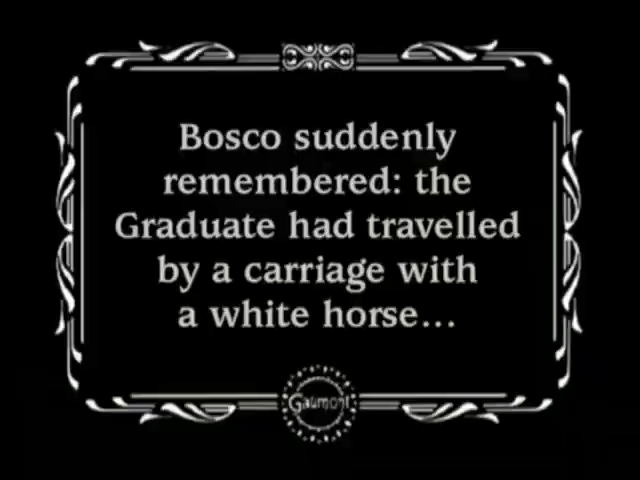 Bosco suddenly
remembered: the
Graduate had travelled
by a carriage with
a white horse...
Gaumont